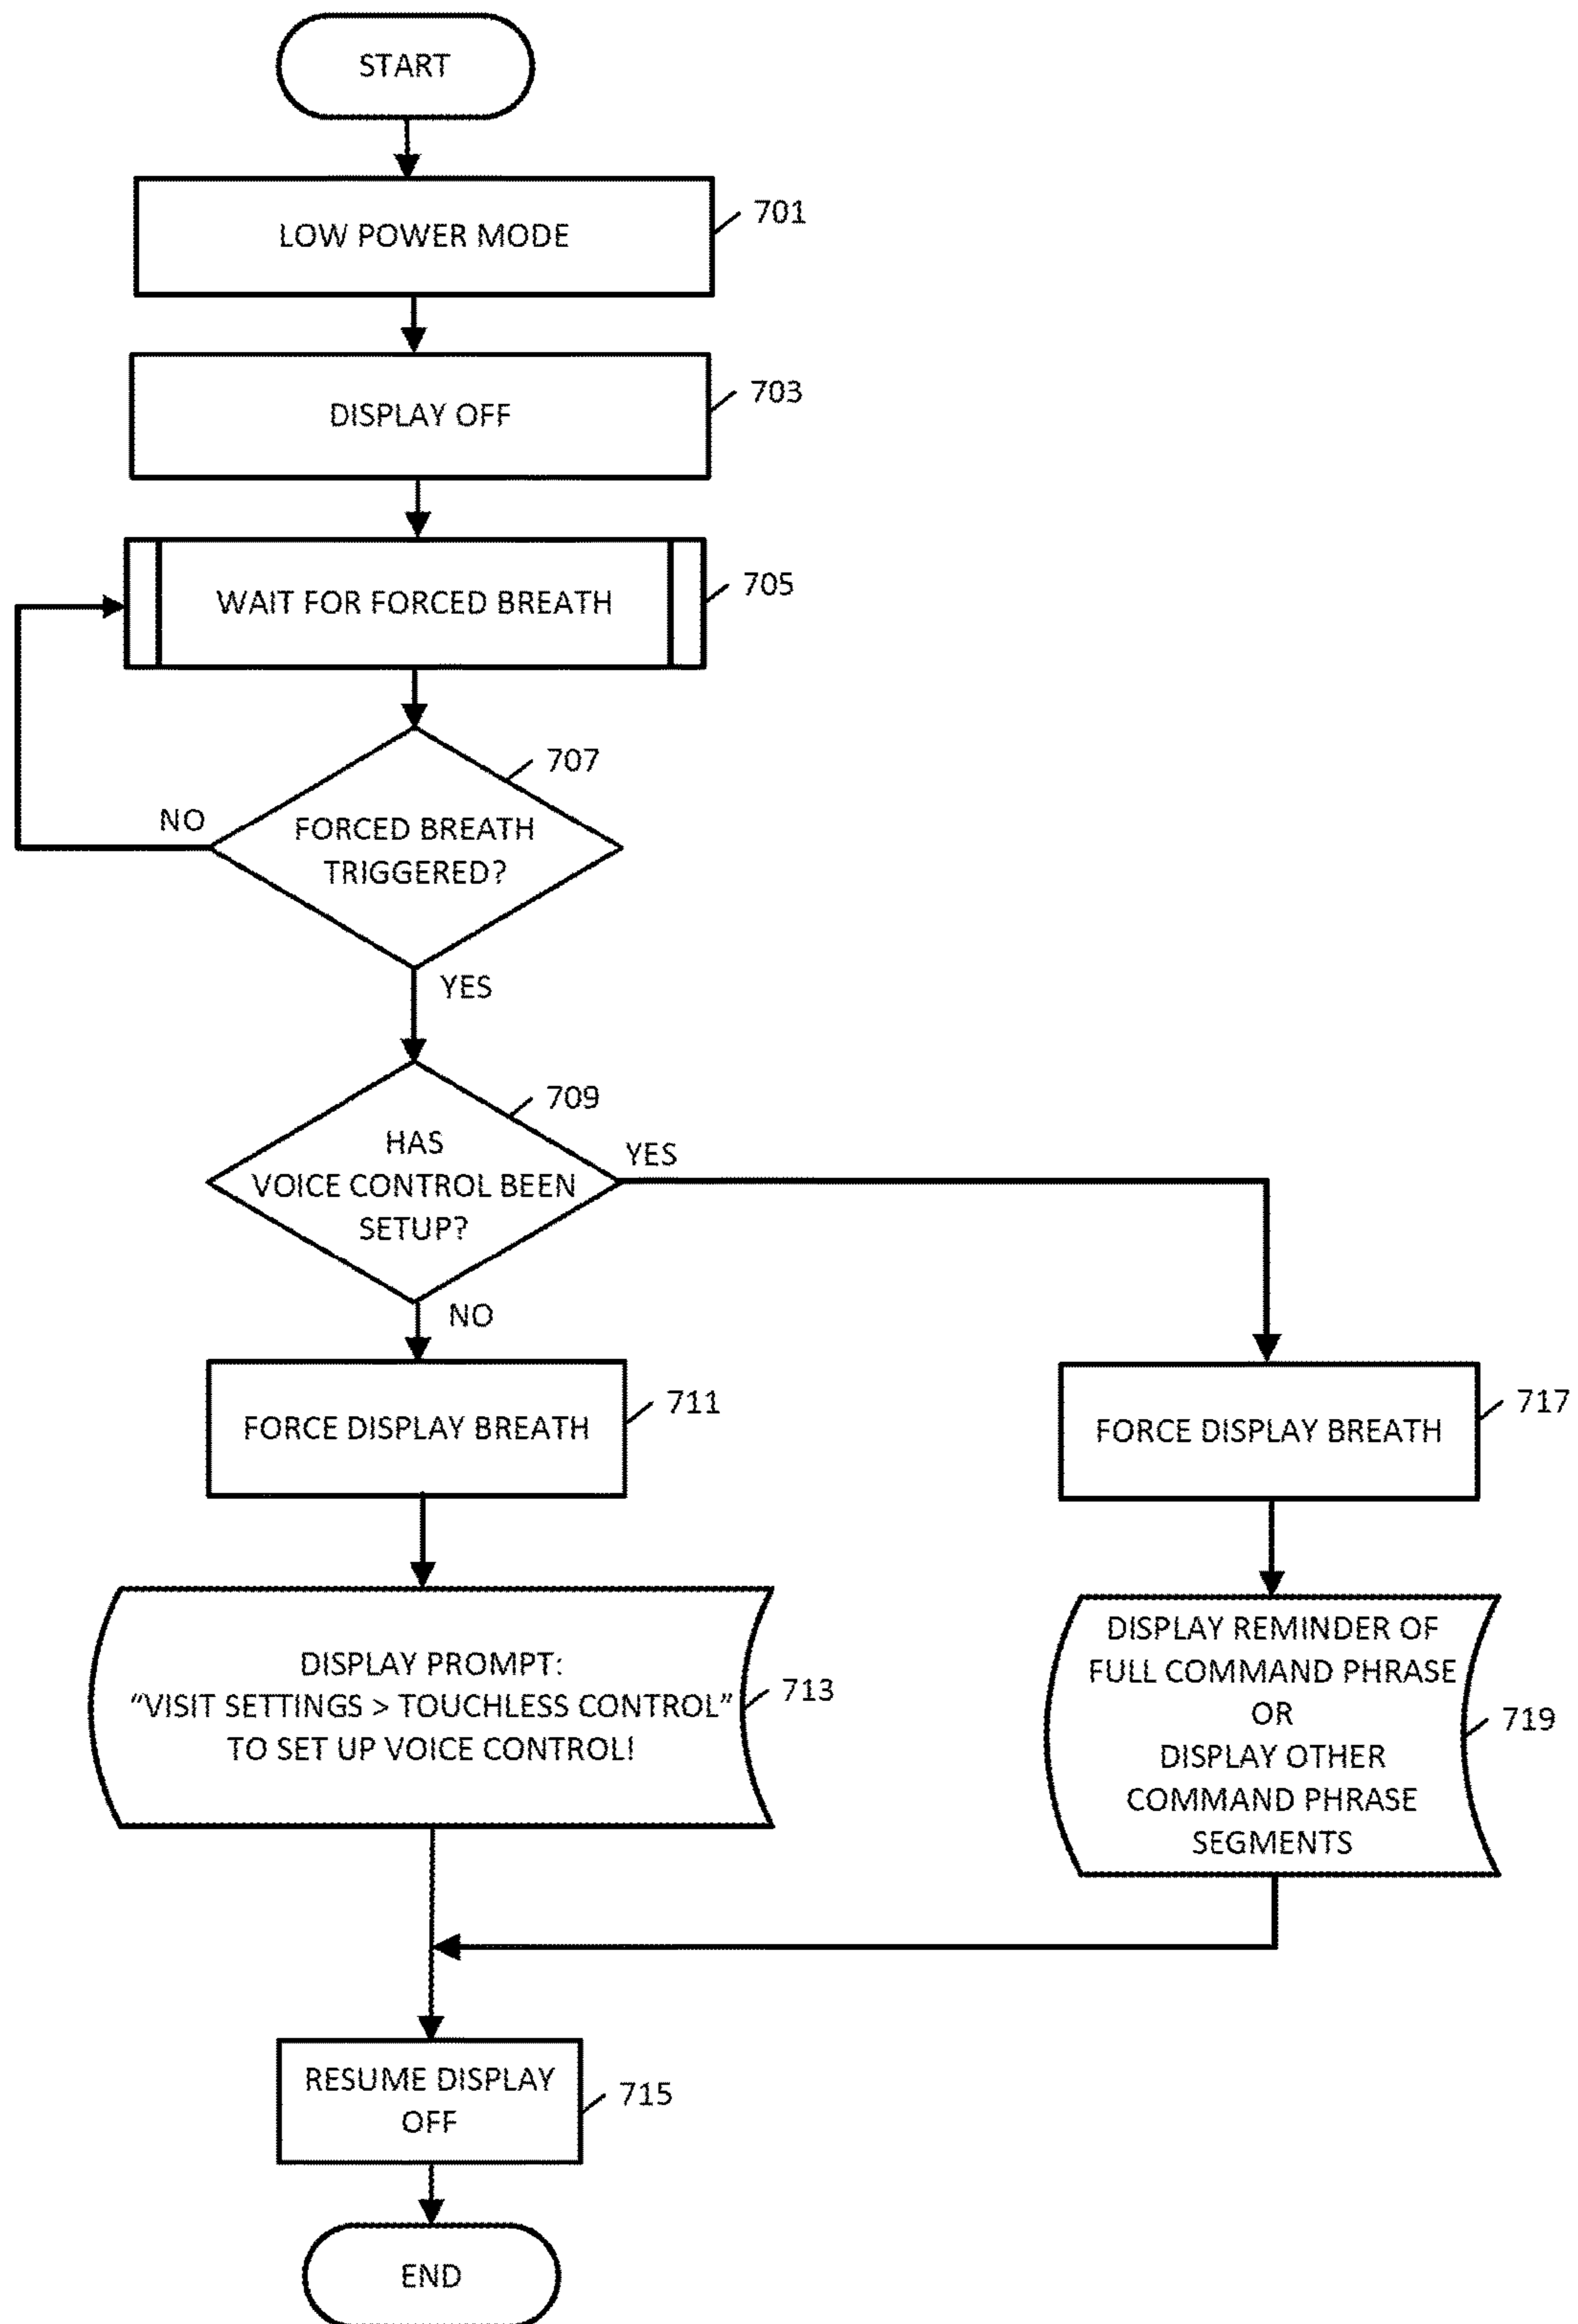 START
LOW POWER MODE
701
DISPLAY OFF
703
WAIT FOR FORCED BREATH
705
707
NO
FORCED BREATH
TRIGGERED?
YES
709
HAS
VOICE CONTROL BEEN
SETUP?
YES
NO
FORCE DISPLAY BREATH
711
FORCE DISPLAY BREATH
717
DISPLAY PROMPT:
“VISIT SETTINGS > TOUCHLESS CONTROL”
TO SET UP VOICE CONTROL!
713
DISPLAY REMINDER OF
FULL COMMAND PHRASE
OR
DISPLAY OTHER
COMMAND PHRASE
SEGMENTS
719
RESUME DISPLAY
OFF
715
END